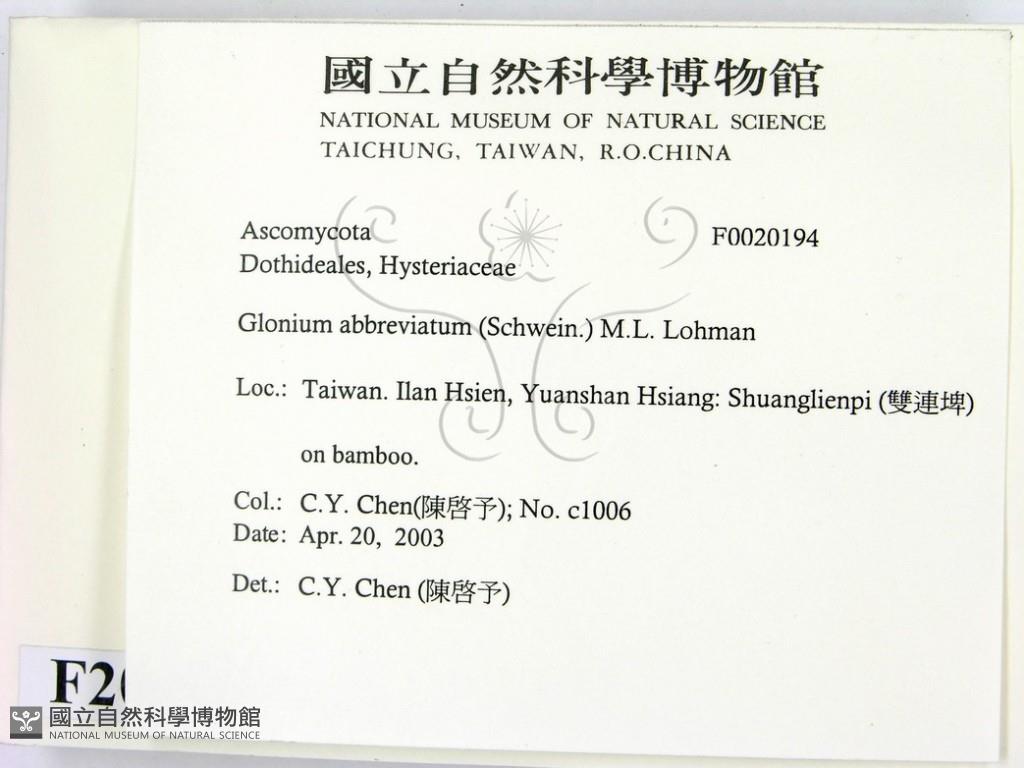 國立自然科學博物館
NATIONAL MUSEUM OF NATURAL SCIENCE
TAICHUNG, TAIWAN, R.O.CHINA
Ascomycota F0020194
Dothideales, Hysteriaceae
Glonium abbreviatum (Schwein.) M.L. Lohman
Loc.: Taiwan. Ilan Hsien, Yuanshan Hsiang: Shuanglienpi (雙連埤)
on bamboo.
Col.: C.Y. Chen(陳啓予); No. c1006
Date: Apr. 20, 2003
Det.: C.Y. Chen (陳啓予)
F2
國立自然科學博物館
NATIONAL MUSEUM OF NATURAL SCIENCE